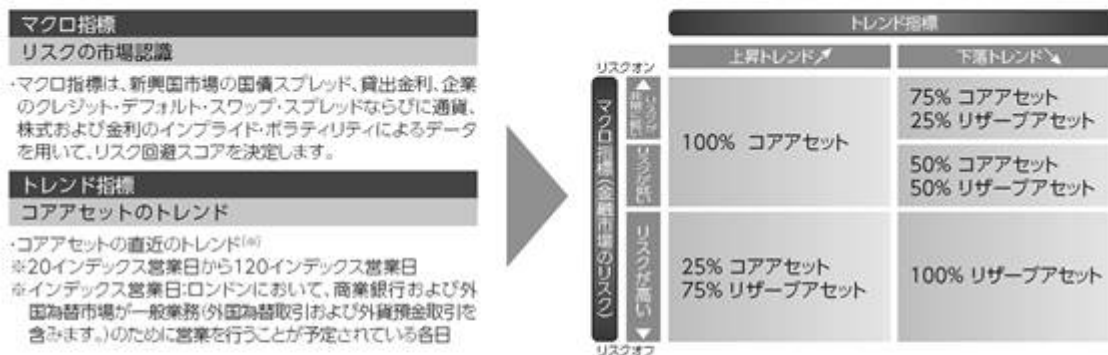 マクロ指標
リスクの市場認識
・マクロ指標は、新興国市場の国債スプレッド、貸出金利、企業
のクレジット・デフォルト・スワップ・スプレッドならびに通貨、
株式および金利のインプライド・ボラティリティによるデータ
を用いて、リスク回避スコアを決定します。
トレンド指標
コアアセットのトレンド
・コアアセットの直近のトレンド(※)
※20インデックス営業日から120インデックス営業日
※インデックス営業日:ロンドンにおいて、商業銀行および外
国為替市場が一般業務(外国為替取引および外貨預金取引を
含みます。)のために営業を行うことが予定されている各日
トレンド指標
上昇トレンド↗
下落トレンド↘
リスクオン
マクロ指標(金融市場のリスク)
リスクが非常に低い
100% コアアセット
75% コアアセット
25% リザーブアセット
リスクが低い
50% コアアセット
50% リザーブアセット
リスクが高い
25% コアアセット
75% リザーブアセット
100% リザーブアセット
リスクオフ